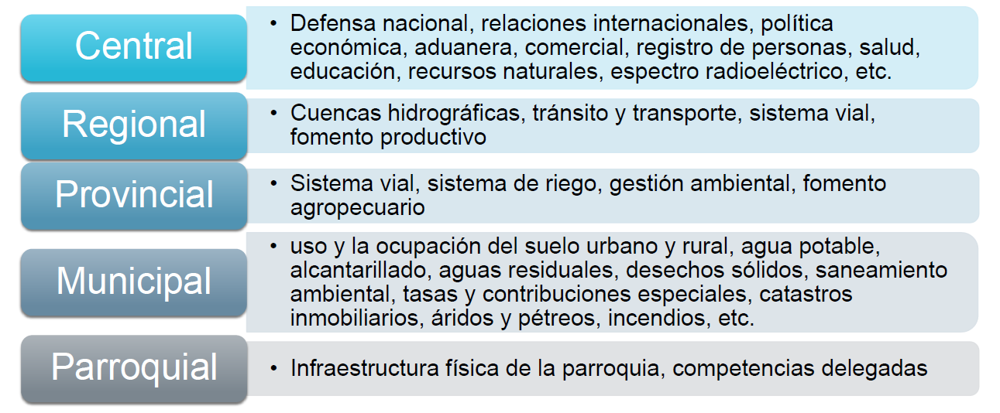 Central
• Defensa nacional, relaciones internacionales, política
económica, aduanera, comercial, registro de personas, salud,
educación, recursos naturales, espectro radioeléctrico, etc.
Regional
• Cuencas hidrográficas, tránsito y transporte, sistema vial,
fomento productivo
Provincial
• Sistema vial, sistema de riego, gestión ambiental, fomento
agropecuario
Municipal
• uso y la ocupación del suelo urbano y rural, agua potable,
alcantarillado, aguas residuales, desechos sólidos, saneamiento
ambiental, tasas y contribuciones especiales, catastros
inmobiliarios, áridos y pétreos, incendios, etc.
Parroquial
• Infraestructura física de la parroquia, competencias delegadas